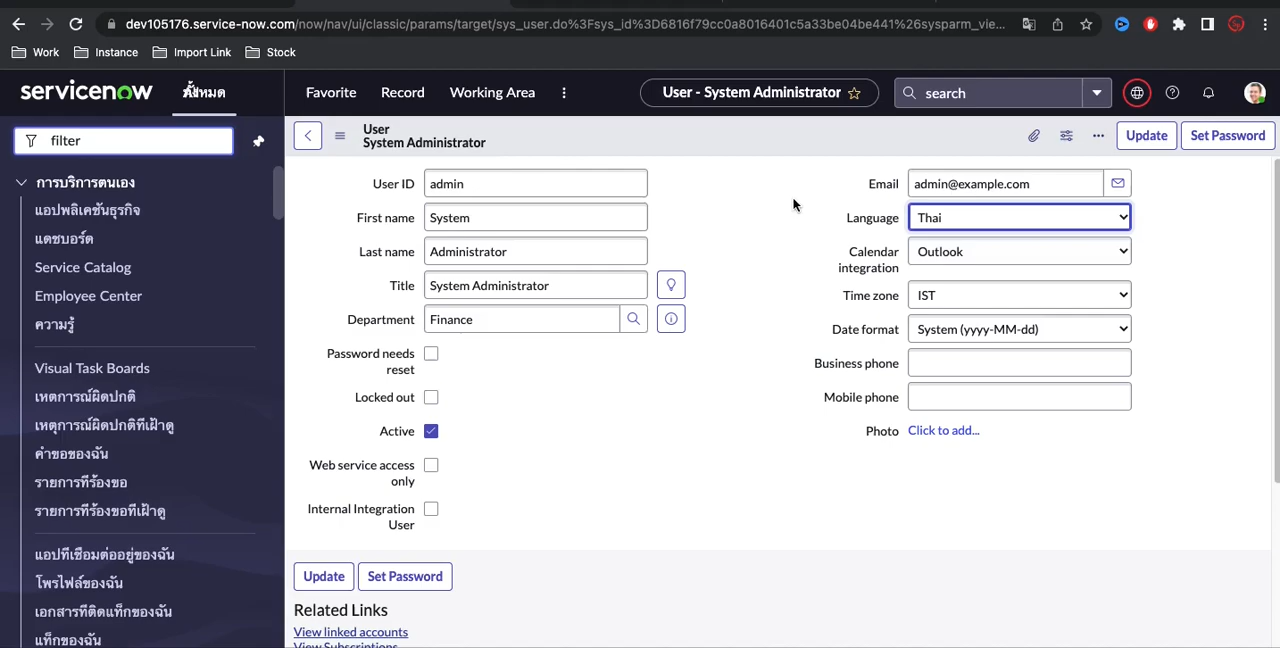 dev105176.service-now.com/now/nav/ui/classic/params/target/sys_user.do%3Fsys_id%3D6816f79cc0a8016401c5a33be04be441%26sysparm_vie...
Work Instance Import Link Stock
servicenow ทั้งหมด Favorite Record Working Area User - System Administrator search
filter
User
System Administrator
Update Set Password
การบริการตนเอง
แอปพลิเคชันธุรกิจ
แดชบอร์ด
Service Catalog
Employee Center
ความรู้
Visual Task Boards
เหตุการณ์ผิดปกติ
เหตุการณ์ผิดปกติที่เฝ้าดู
คำขอของฉัน
รายการที่ร้องขอ
รายการที่ร้องขอที่เฝ้าดู
แอปที่เชื่อมต่ออยู่ของฉัน
โพรไฟล์ของฉัน
เอกสารที่ติดแท็กของฉัน
แท็กของฉัน
User ID admin
First name System
Last name Administrator
Title System Administrator
Department Finance
Password needs
reset
Locked out
Active
Web service access
only
Internal Integration
User
Email admin@example.com
Language Thai
Calendar
integration
Outlook
Time zone IST
Date format System (yyyy-MM-dd)
Business phone
Mobile phone
Photo Click to add...
Update Set Password
Related Links
View linked accounts
View Subscriptions